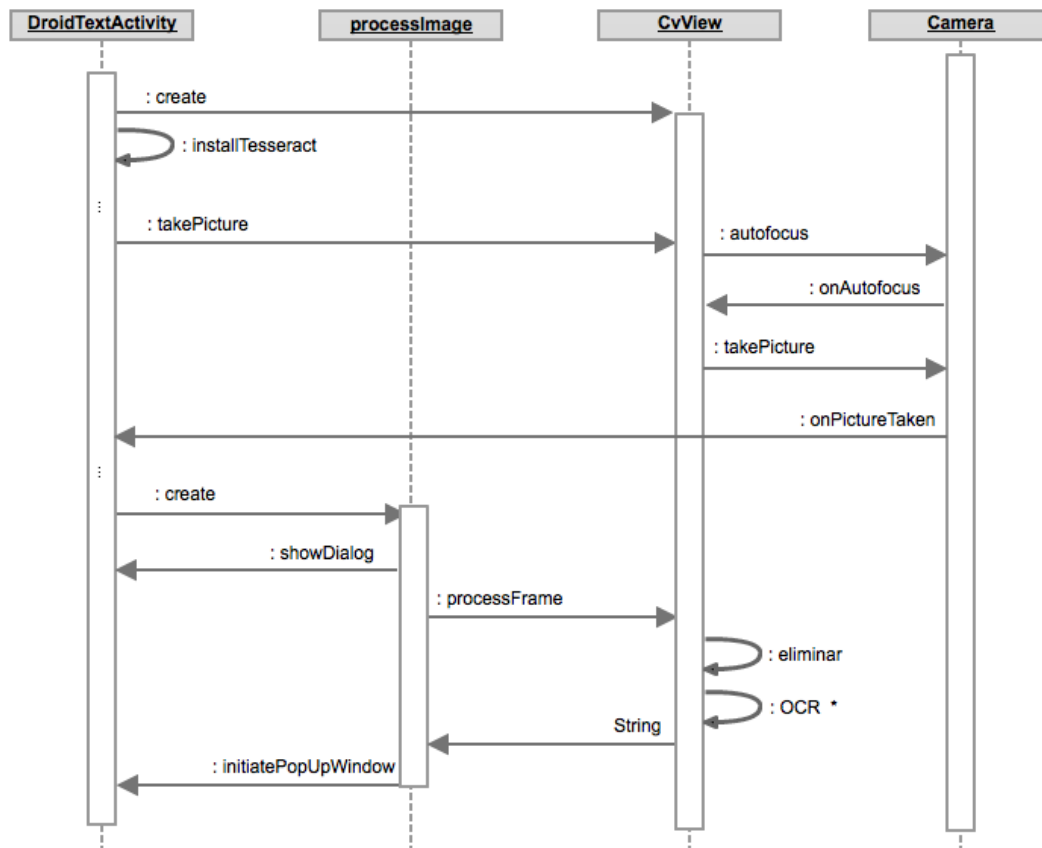 DroidTextActivity
processImage
CvView
Camera
: create
: installTesseract
...
: takePicture
: autofocus
: onAutofocus
: takePicture
: onPictureTaken
...
: create
: showDialog
: processFrame
: eliminar
: OCR *
String
: initiatePopUpWindow